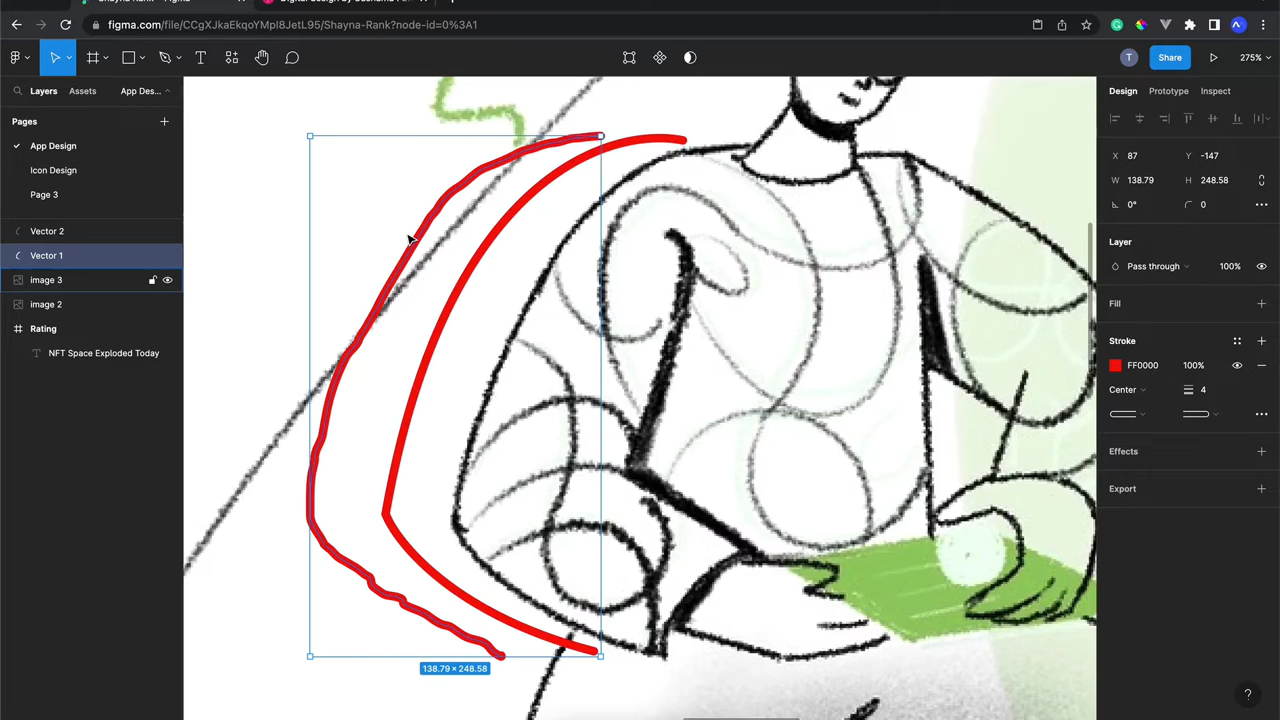 figma.com/file/CCgXJkaEkqoYMpI8JetL95/Shayna-Rank?node-id=0%3A1
T
Share
275%
Layers
Assets
App Des...
Pages
App Design
Icon Design
Page 3
Vector 2
Vector 1
image 3
image 2
Rating
NFT Space Exploded Today
138.79 × 248.58
Design
Prototype
Inspect
X 87
Y -147
W 138.79
H 248.58
0°
0
Layer
Pass through
100%
Fill
Stroke
FF0000
100%
Center
4
Effects
Export
?